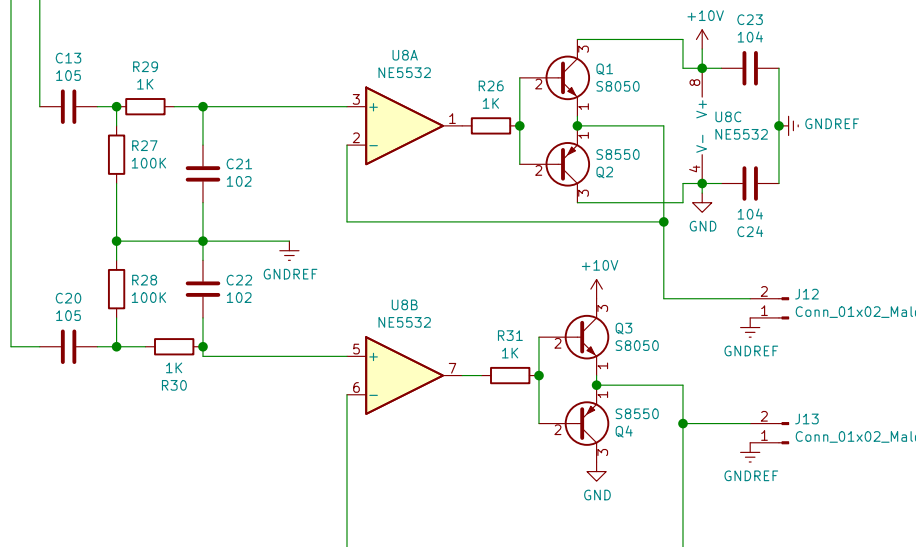 +10V
C23
104
C13
105
R29
1K
U8A
NE5532
3
Q1
S8050
2
1
R26
1K
8
V+
U8C
NE5532
V-
4
GNDREF
3
+
2
−
1
R27
100K
C21
102
1
S8550
Q2
2
3
104
C24
GND
GNDREF
R28
100K
C22
102
+10V
C20
105
U8B
NE5532
3
Q3
S8050
2
1
R31
1K
2
J12
1
Conn_01x02_Mal
GNDREF
1K
R30
5
+
6
−
7
1
S8550
Q4
2
3
GND
2
J13
1
Conn_01x02_Mal
GNDREF